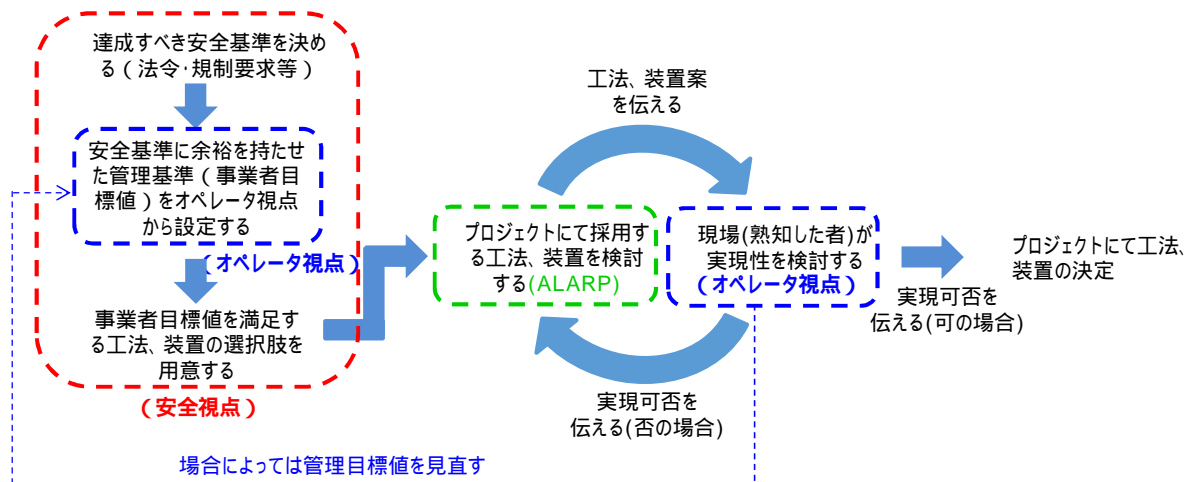 達成すべき安全基準を決め
る（法令・規制要求等）
安全基準に余裕を持たせ
た管理基準（事業者目
標値）をオペレータ視点
から設定する
（オペレータ視点）
事業者目標値を満足す
る工法、装置の選択肢を
用意する
（安全視点）
工法、装置案
を伝える
プロジェクトにて採用す
る工法、装置を検討
する(ALARP)
現場(熟知した者)が
実現性を検討する
（オペレータ視点）
実現可否を
伝える(否の場合)
実現可否を
伝える(可の場合)
プロジェクトにて工法、
装置の決定
場合によっては管理目標値を見直す